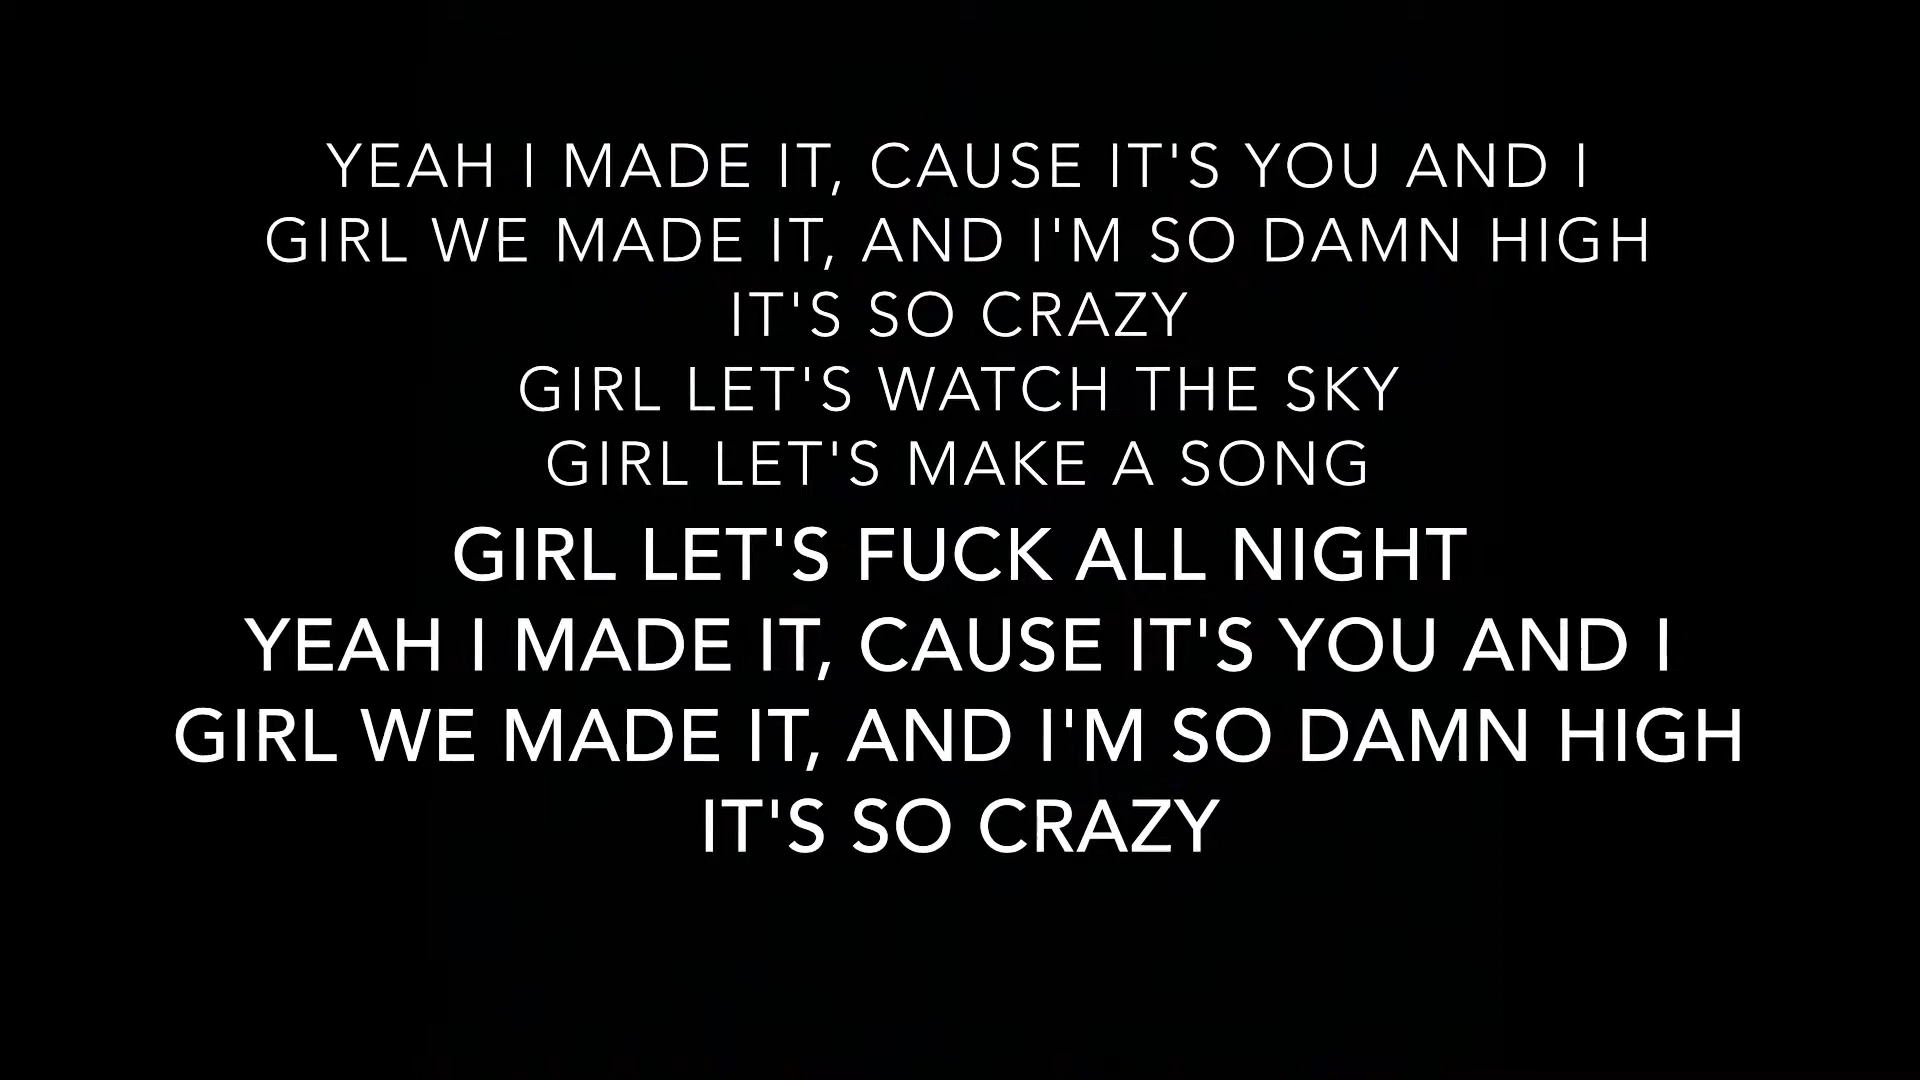 YEAH I MADE IT, CAUSE IT'S YOU AND I
GIRL WE MADE IT, AND I'M SO DAMN HIGH
IT'S SO CRAZY
GIRL LET'S WATCH THE SKY
GIRL LET'S MAKE A SONG
GIRL LET'S FUCK ALL NIGHT
YEAH I MADE IT, CAUSE IT'S YOU AND I
GIRL WE MADE IT, AND I'M SO DAMN HIGH
IT'S SO CRAZY